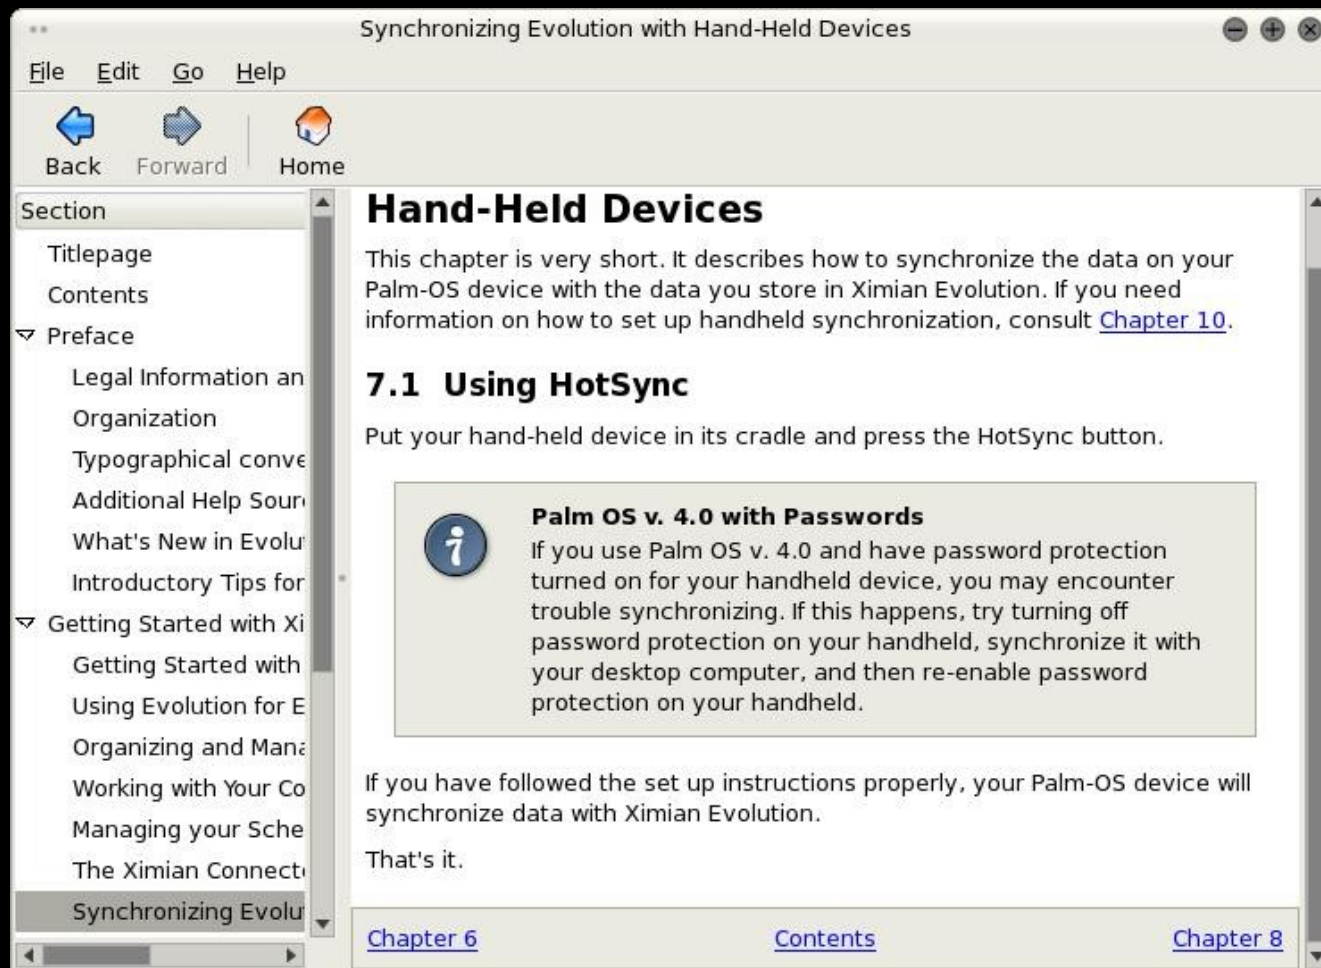 Synchronizing Evolution with Hand-Held Devices
File Edit Go Help
Back Forward Home
Section
Titlepage
Contents
Preface
Legal Information an
Organization
Typographical conve
Additional Help Sour
What's New in Evolu
Introductory Tips for
Getting Started with Xi
Getting Started with
Using Evolution for E
Organizing and Mana
Working with Your Co
Managing your Sche
The Ximian Connect
Synchronizing Evolu
Hand-Held Devices
This chapter is very short. It describes how to synchronize the data on your
Palm-OS device with the data you store in Ximian Evolution. If you need
information on how to set up handheld synchronization, consult Chapter 10.
7.1 Using HotSync
Put your hand-held device in its cradle and press the HotSync button.
Palm OS v. 4.0 with Passwords
If you use Palm OS v. 4.0 and have password protection
turned on for your handheld device, you may encounter
trouble synchronizing. If this happens, try turning off
password protection on your handheld, synchronize it with
your desktop computer, and then re-enable password
protection on your handheld.
If you have followed the set up instructions properly, your Palm-OS device will
synchronize data with Ximian Evolution.
That's it.
Chapter 6 Contents Chapter 8